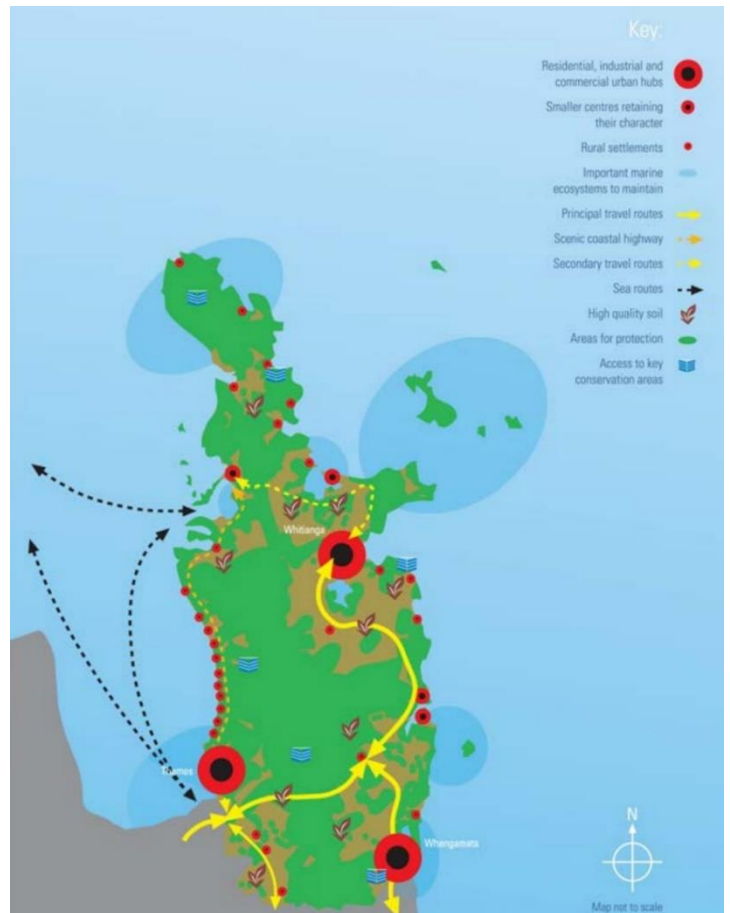 Key:
Residential, industrial and
commercial urban hubs
Smaller centres retaining
their character
Rural settlements
Important marine
ecosystems to maintain
Principal travel routes
Scenic coastal highway
Secondary travel routes
Sea routes
High quality soil
Areas for protection
Access to key
conservation areas
Whitianga
Thames
Whangamata
N
Map not to scale